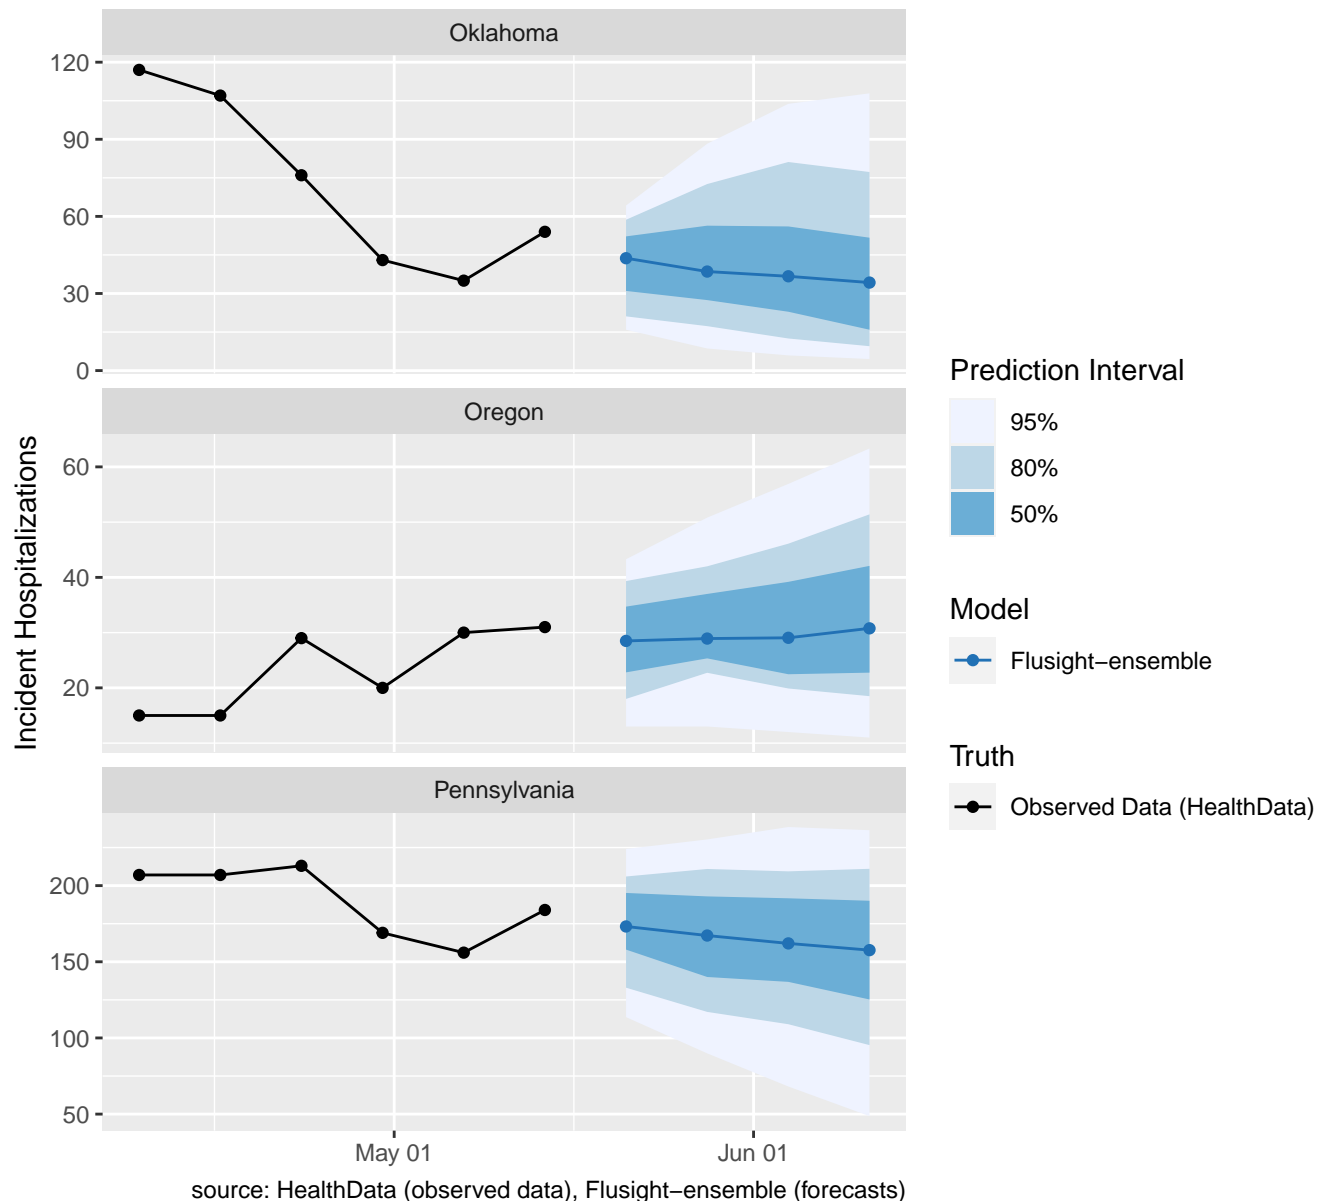 Oklahoma
120
90
60
30
0
Oregon
60
40
20
Pennsylvania
200
150
100
50
May 01
Jun 01
Incident Hospitalizations
source: HealthData (observed data), Flusight−ensemble (forecasts)
Prediction Interval
95%
80%
50%
Model
Flusight−ensemble
Truth
Observed Data (HealthData)